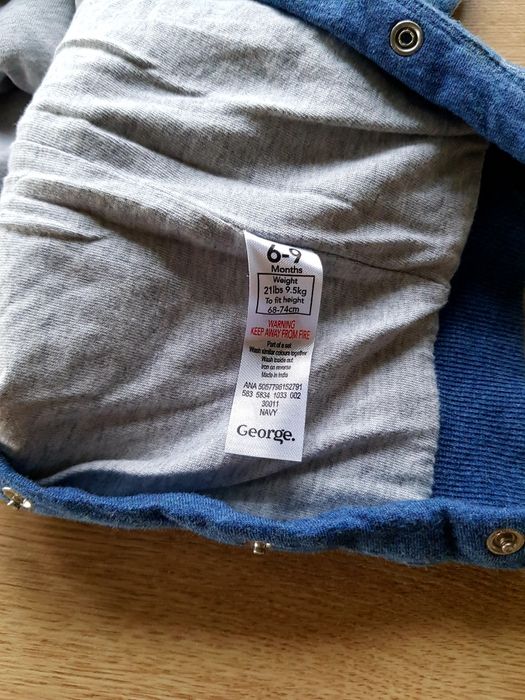 6-9
Months
Weight
21lbs 9.5kg
To fit height
68-74cm
WARNING
KEEP AWAY FROM FIRE
Part of a set
Wash similar colours together
Wash inside out
Iron on reverse
Made in India
ANA 5057798152791
583 5834 1033 002
30011
NAVY
George.